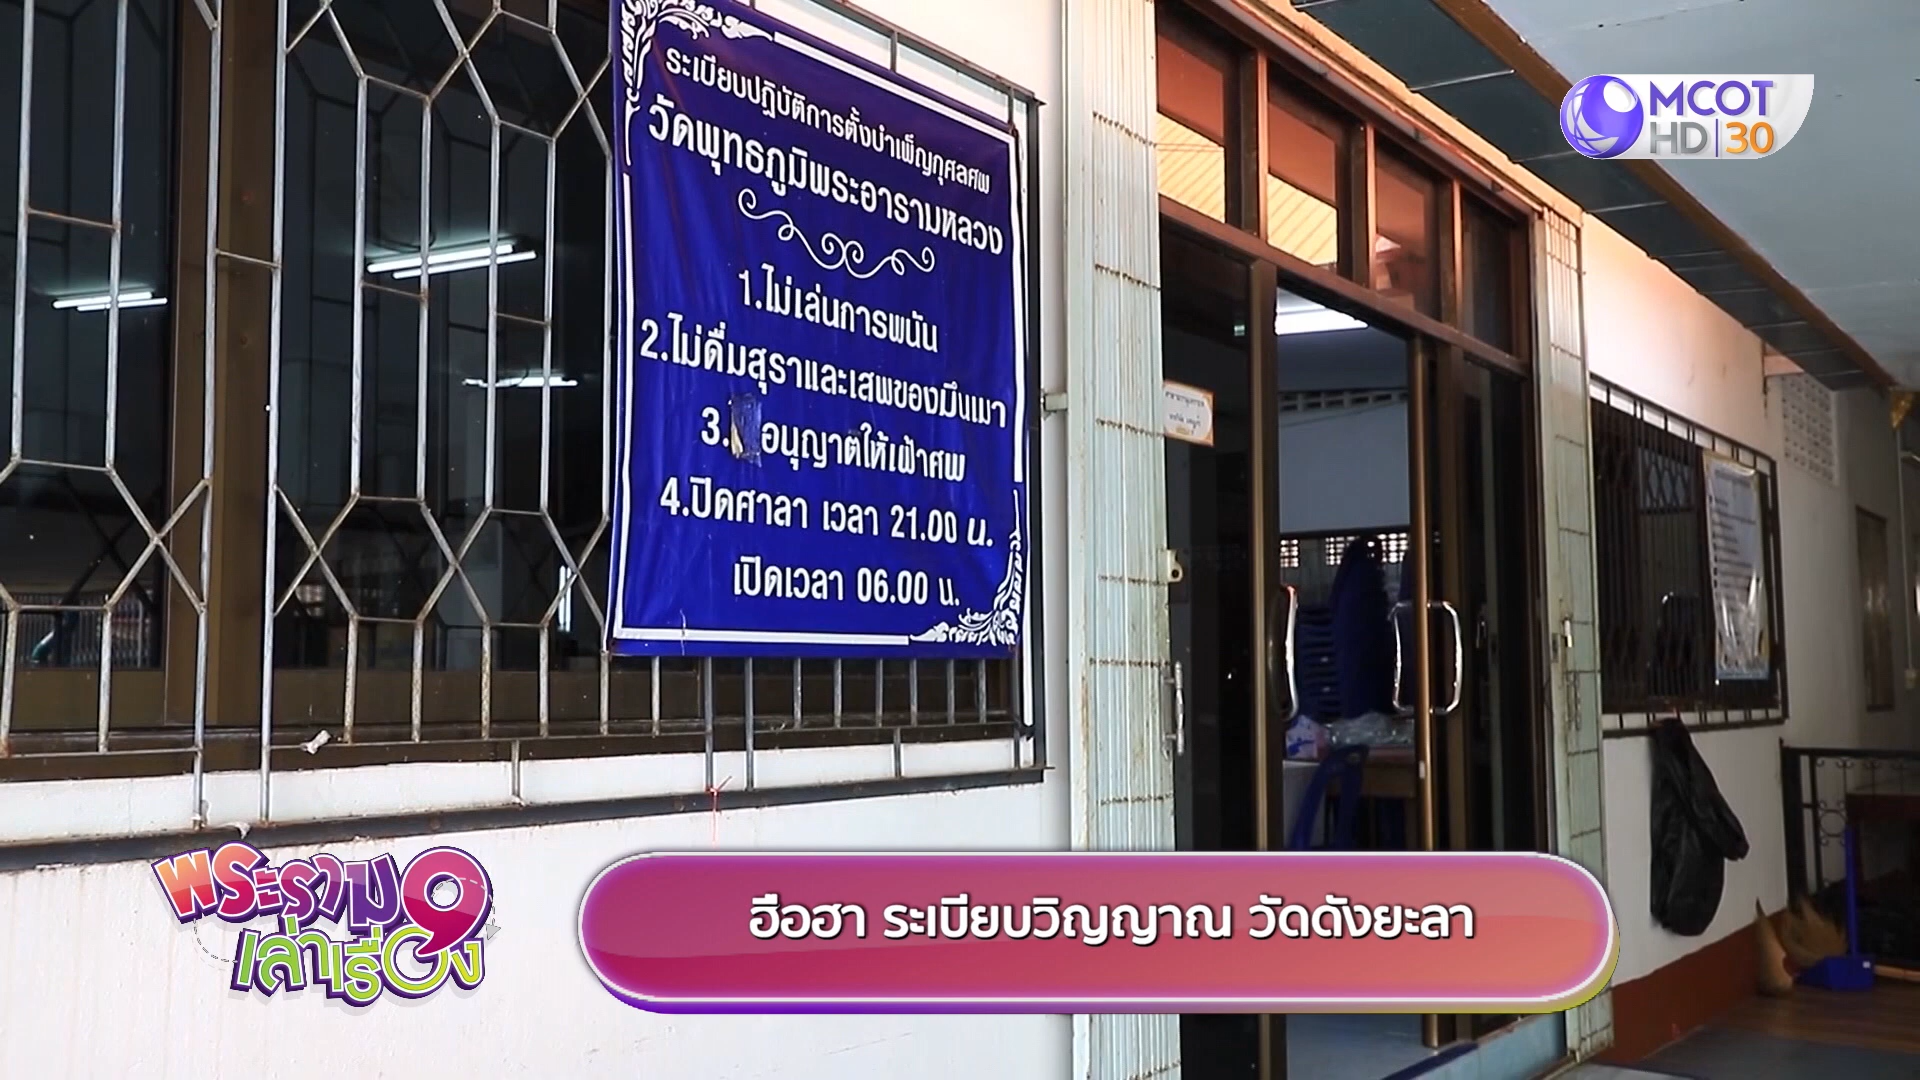 ระเบียบปฏิบัติการตั้งบำเพ็ญกุศลศพ
วัดพุทธภูมิพระอารามหลวง
1.ไม่เล่นการพนัน
2.ไม่ดื่มสุราและเสพของมึนเมา
3. อนุญาตให้เฝ้าศพ
4.ปิดศาลา เวลา 21.00 น.
เปิดเวลา 06.00 น.
MCOT
HD|30
พระราม ๙
เล่าเรื่อง
ฮือฮา ระเบียบวิญญาณ วัดดังยะลา